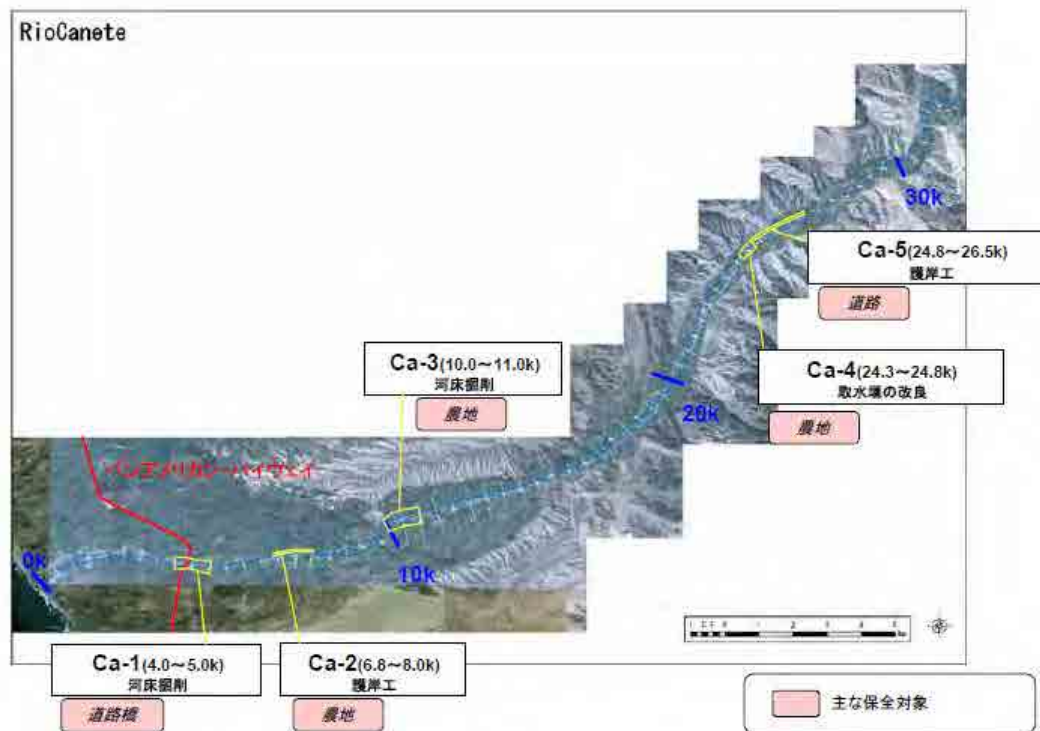 RioCanete
30k
Ca-5(24.8～26.5k)
護岸工
道路
Ca-3(10.0～11.0k)
河床掘削
農地
Ca-4(24.3～24.8k)
取水堰の改良
農地
20k
パンアメリカン・ハイウェイ
0k
10k
Ca-1(4.0～5.0k)
河床掘削
道路橋
Ca-2(6.8～8.0k)
護岸工
農地
主な保全対象